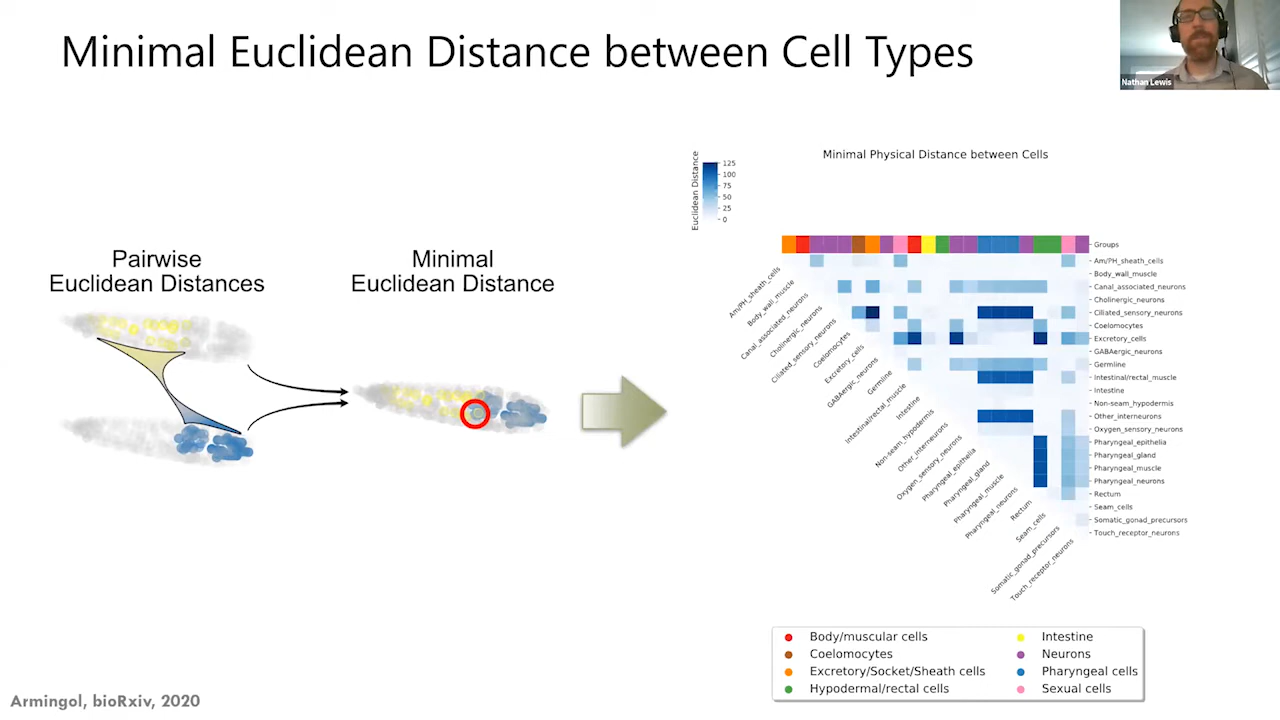 Minimal Euclidean Distance between Cell Types
Nathan Lewis
Pairwise
Euclidean Distances
Minimal
Euclidean Distance
Minimal Physical Distance between Cells
Euclidean Distance
125
100
75
50
25
0
Groups
Am/PH_sheath_cells
Body_wall_muscle
Canal_associated_neurons
Cholinergic_neurons
Ciliated_sensory_neurons
Coelomocytes
Excretory_cells
GABAergic_neurons
Germline
Intestinal/rectal_muscle
Intestine
Non-seam_hypodermis
Other_interneurons
Oxygen_sensory_neurons
Pharyngeal_epithelia
Pharyngeal_gland
Pharyngeal_muscle
Pharyngeal_neurons
Rectum
Seam_cells
Somatic_gonad_precursors
Touch_receptor_neurons
Am/PH_sheath_cells
Body_wall_muscle
Canal_associated_neurons
Cholinergic_neurons
Ciliated_sensory_neurons
Coelomocytes
Excretory_cells
GABAergic_neurons
Germline
Intestinal/rectal_muscle
Intestine
Non-seam_hypodermis
Other_interneurons
Oxygen_sensory_neurons
Pharyngeal_epithelia
Pharyngeal_gland
Pharyngeal_muscle
Pharyngeal_neurons
Rectum
Seam_cells
Somatic_gonad_precursors
Touch_receptor_neurons
Body/muscular cells
Coelomocytes
Excretory/Socket/Sheath cells
Hypodermal/rectal cells
Intestine
Neurons
Pharyngeal cells
Sexual cells
Armingol, bioRxiv, 2020